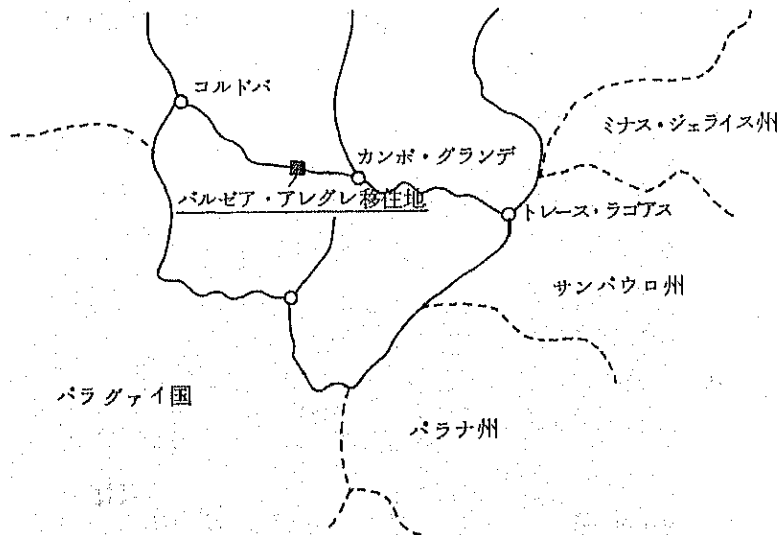 コルドバ
ミナス・ジェライス州
カンポ・グランデ
バルゼア・アレグレ移住地
トレース・ラゴアス
サンパウロ州
パラグァイ国
パラナ州